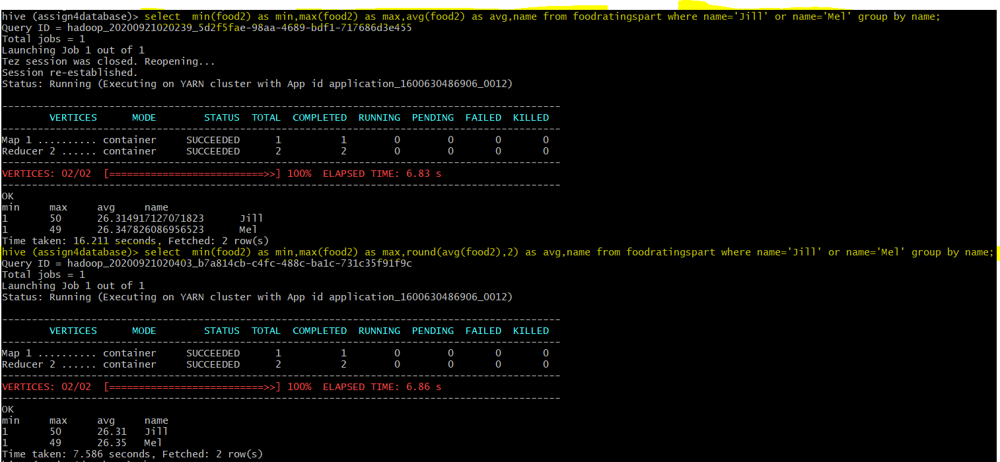 hive (assign4database)> select  min(food2) as min,max(food2) as max,avg(food2) as avg,name from foodratingspart where name='Jill' or name='Mel' group by name;
Query ID = hadoop_20200921020239_5d2f5fae-98aa-4689-bdf1-717686d3e455
Total jobs = 1
Launching Job 1 out of 1
Tez session was closed. Reopening...
Session re-established.
Status: Running (Executing on YARN cluster with App id application_1600630486906_0012)
----------------------------------------------------------------------------------------------
        VERTICES      MODE        STATUS  TOTAL  COMPLETED  RUNNING  PENDING  FAILED  KILLED
----------------------------------------------------------------------------------------------
Map 1 .......... container     SUCCEEDED      1          1        0        0       0       0
Reducer 2 ...... container     SUCCEEDED      2          2        0        0       0       0
----------------------------------------------------------------------------------------------
VERTICES: 02/02  [==========================>>] 100%  ELAPSED TIME: 6.83 s
----------------------------------------------------------------------------------------------
OK
min     max     avg     name
1       50      26.314917127071823      Jill
1       49      26.347826086956523      Mel
Time taken: 16.211 seconds, Fetched: 2 row(s)
hive (assign4database)> select  min(food2) as min,max(food2) as max,round(avg(food2),2) as avg,name from foodratingspart where name='Jill' or name='Mel' group by name;
Query ID = hadoop_20200921020403_b7a814cb-c4fc-488c-ba1c-731c35f91f9c
Total jobs = 1
Launching Job 1 out of 1
Status: Running (Executing on YARN cluster with App id application_1600630486906_0012)
----------------------------------------------------------------------------------------------
        VERTICES      MODE        STATUS  TOTAL  COMPLETED  RUNNING  PENDING  FAILED  KILLED
----------------------------------------------------------------------------------------------
Map 1 .......... container     SUCCEEDED      1          1        0        0       0       0
Reducer 2 ...... container     SUCCEEDED      2          2        0        0       0       0
----------------------------------------------------------------------------------------------
VERTICES: 02/02  [==========================>>] 100%  ELAPSED TIME: 6.86 s
----------------------------------------------------------------------------------------------
OK
min     max     avg     name
1       50      26.31   Jill
1       49      26.35   Mel
Time taken: 7.586 seconds, Fetched: 2 row(s)